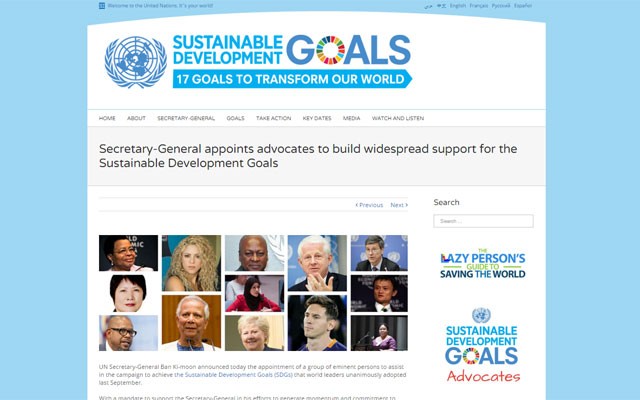 Welcome to the United Nations. It's your world!
عربي 中文 English Français Русский Español
SUSTAINABLE
DEVELOPMENT GOALS
17 GOALS TO TRANSFORM OUR WORLD
HOME ABOUT SECRETARY-GENERAL GOALS TAKE ACTION KEY DATES MEDIA WATCH AND LISTEN
Secretary-General appoints advocates to build widespread support for the
Sustainable Development Goals
Previous Next
Search
Search ...
THE
LAZY PERSON'S
GUIDE TO
SAVING THE WORLD
SUSTAINABLE
DEVELOPMENT
GOALS
Advocates
UN Secretary-General Ban Ki-moon announced today the appointment of a group of eminent persons to assist
in the campaign to achieve the Sustainable Development Goals (SDGs) that world leaders unanimously adopted
last September.
With a mandate to support the Secretary-General in his efforts to generate momentum and commitment to